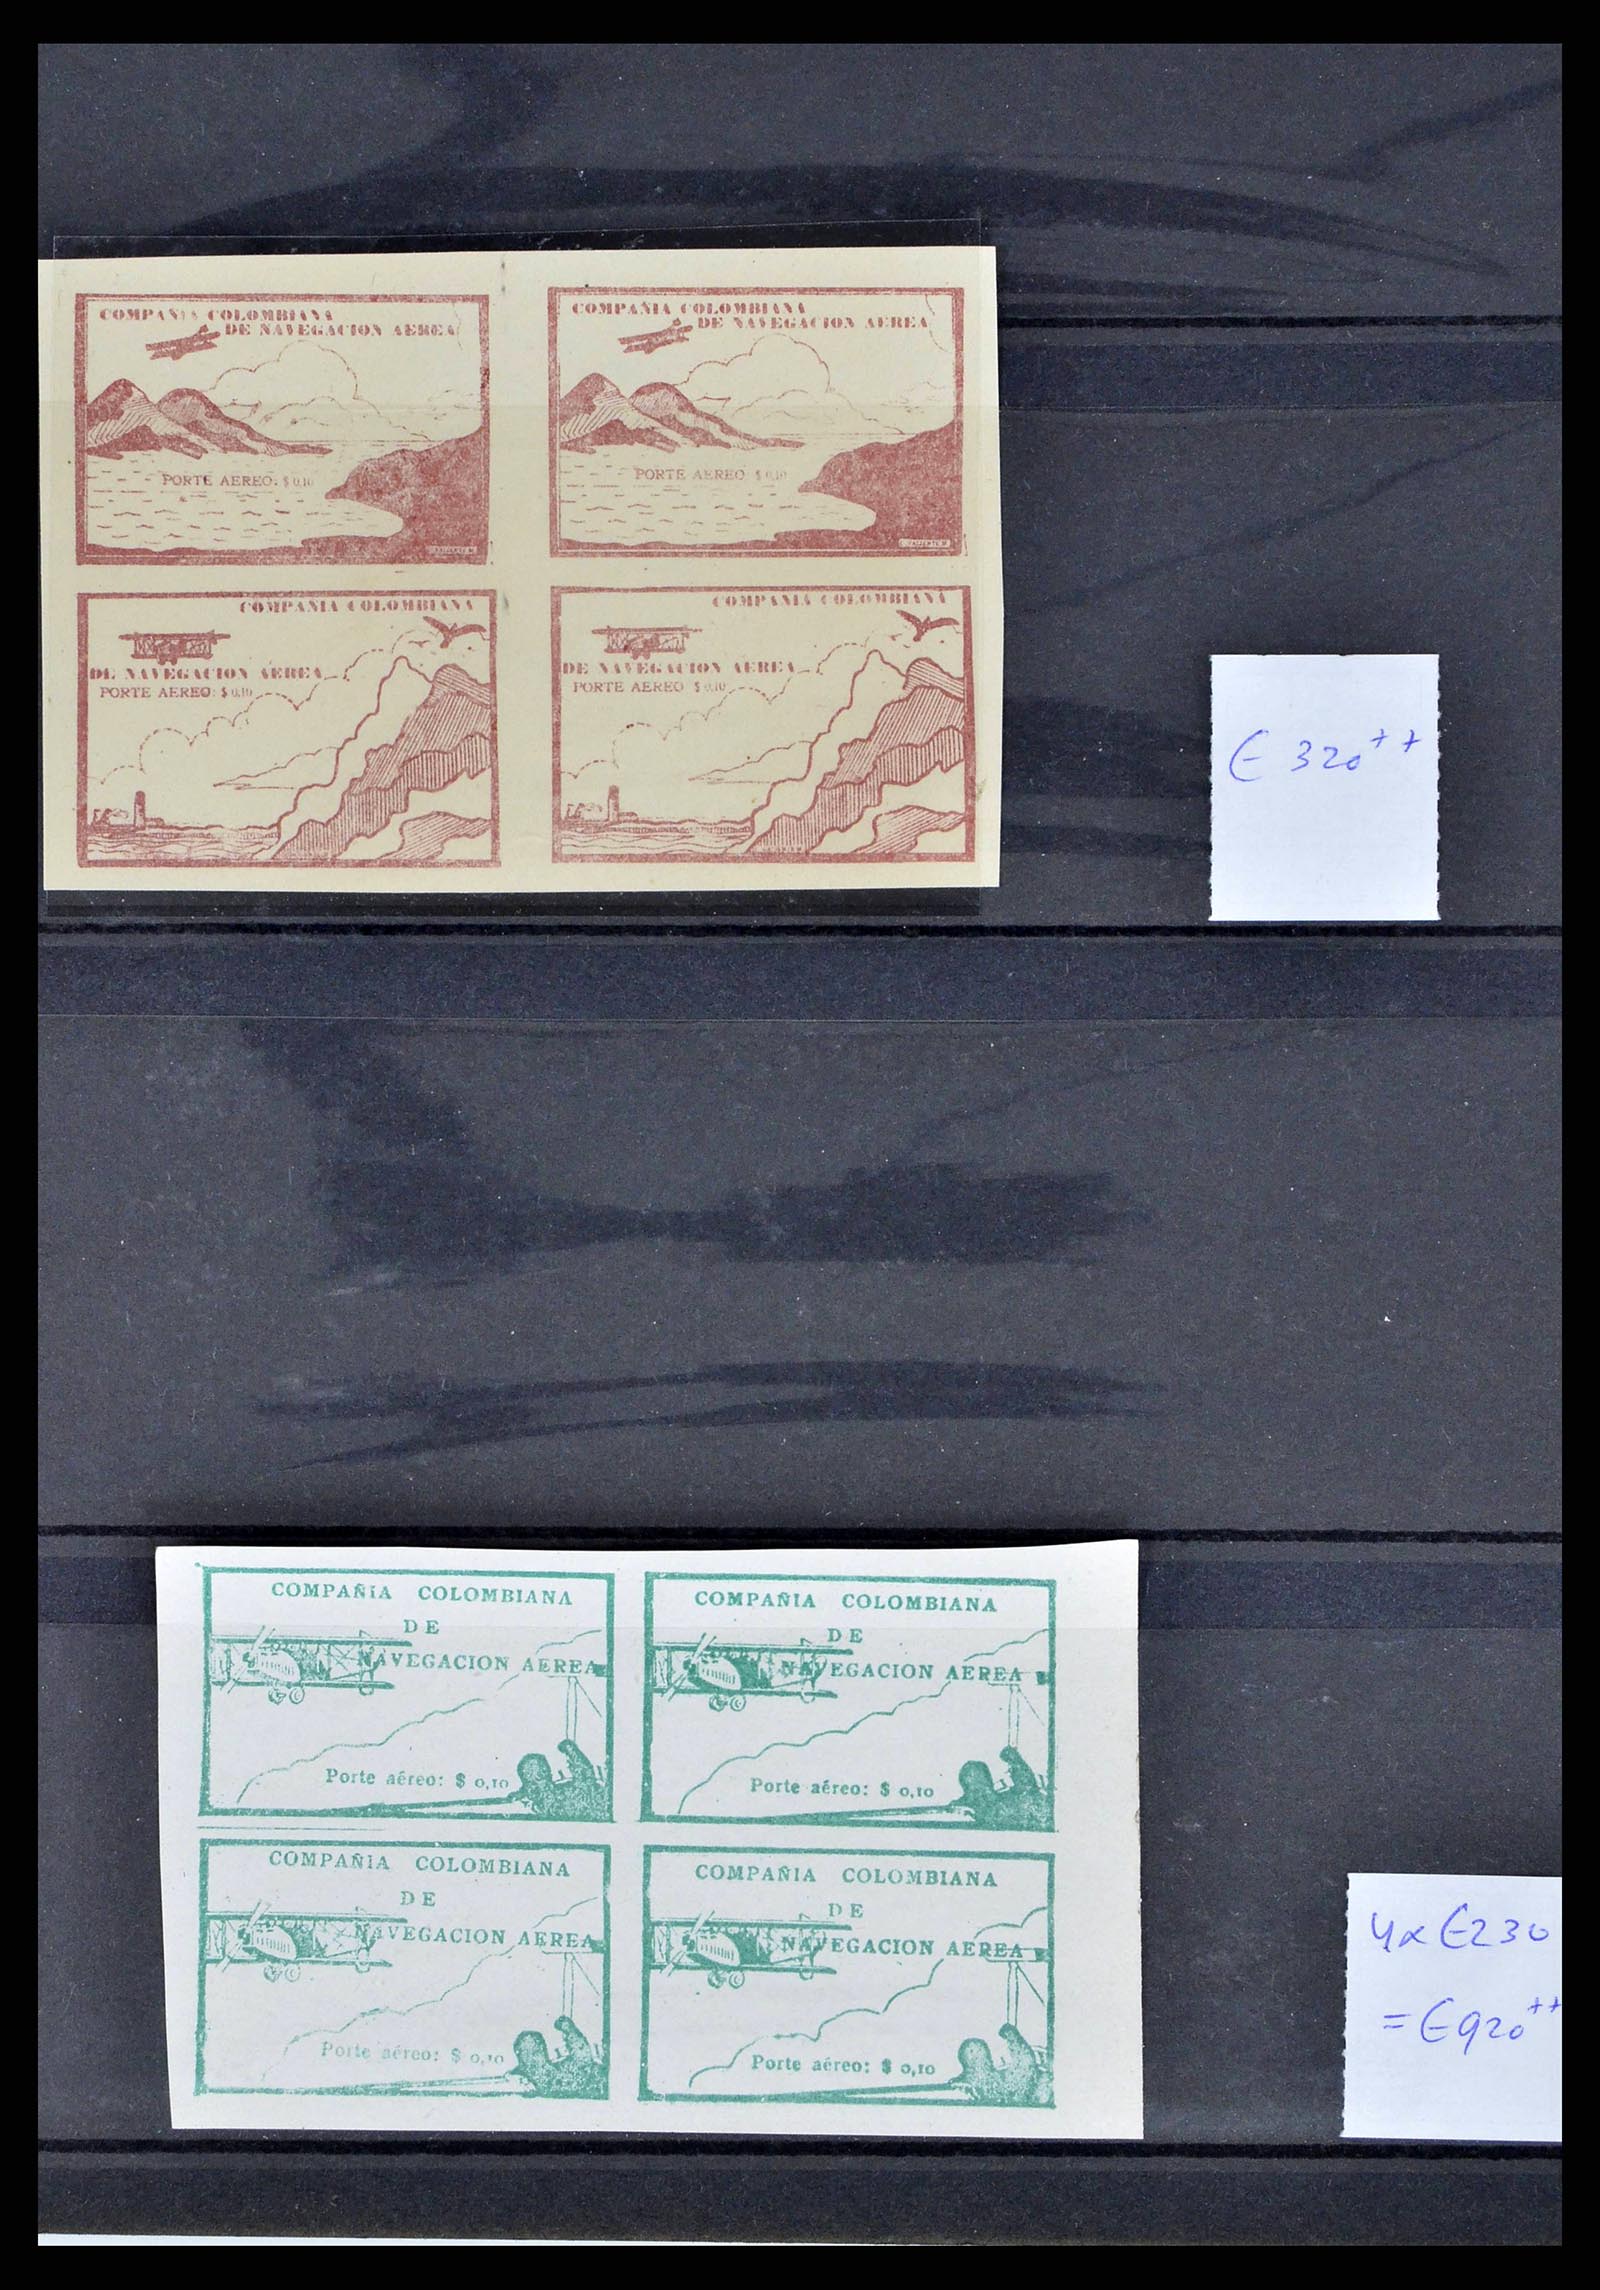 COMPAÑIA COLOMBIANA
DE NAVEGACION AEREA
PORTE AEREO: $ 0,10
COMPAÑIA COLOMBIANA
DE NAVEGACION AEREA
PORTE AEREO $ 0,10
COMPAÑIA COLOMBIANA
DE NAVEGACION AEREA
PORTE AEREO: $ 0,10
COMPAÑIA COLOMBIANA
DE NAVEGACION AEREA
PORTE AEREO $ 0,10
€ 320++
COMPAÑIA COLOMBIANA
DE
NAVEGACION AEREA
Porte aéreo: $ 0,10
COMPAÑIA COLOMBIANA
DE
NAVEGACION AEREA
Porte aéreo: $ 0,10
COMPAÑIA COLOMBIANA
DE
NAVEGACION AEREA
Porte aéreo: $ 0,10
COMPAÑIA COLOMBIANA
DE
NAVEGACION AEREA
Porte aéreo: $ 0,10
4x €230
= €920++